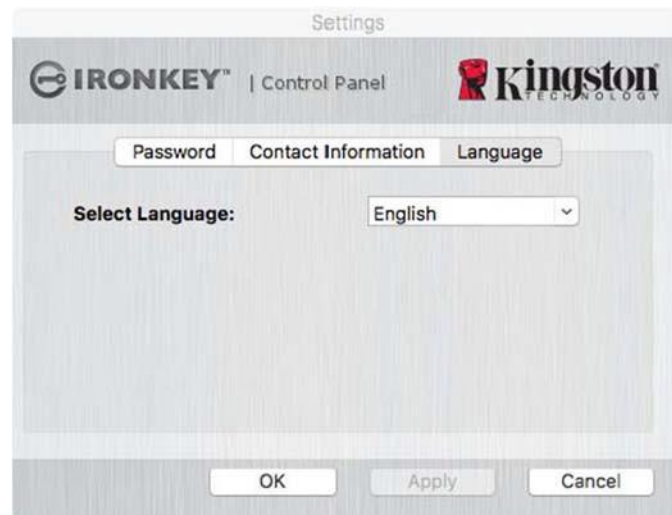 Settings
IRONKEY™ | Control Panel
Kingston
TECHNOLOGY
Password Contact Information Language
Select Language: English
OK Apply Cancel